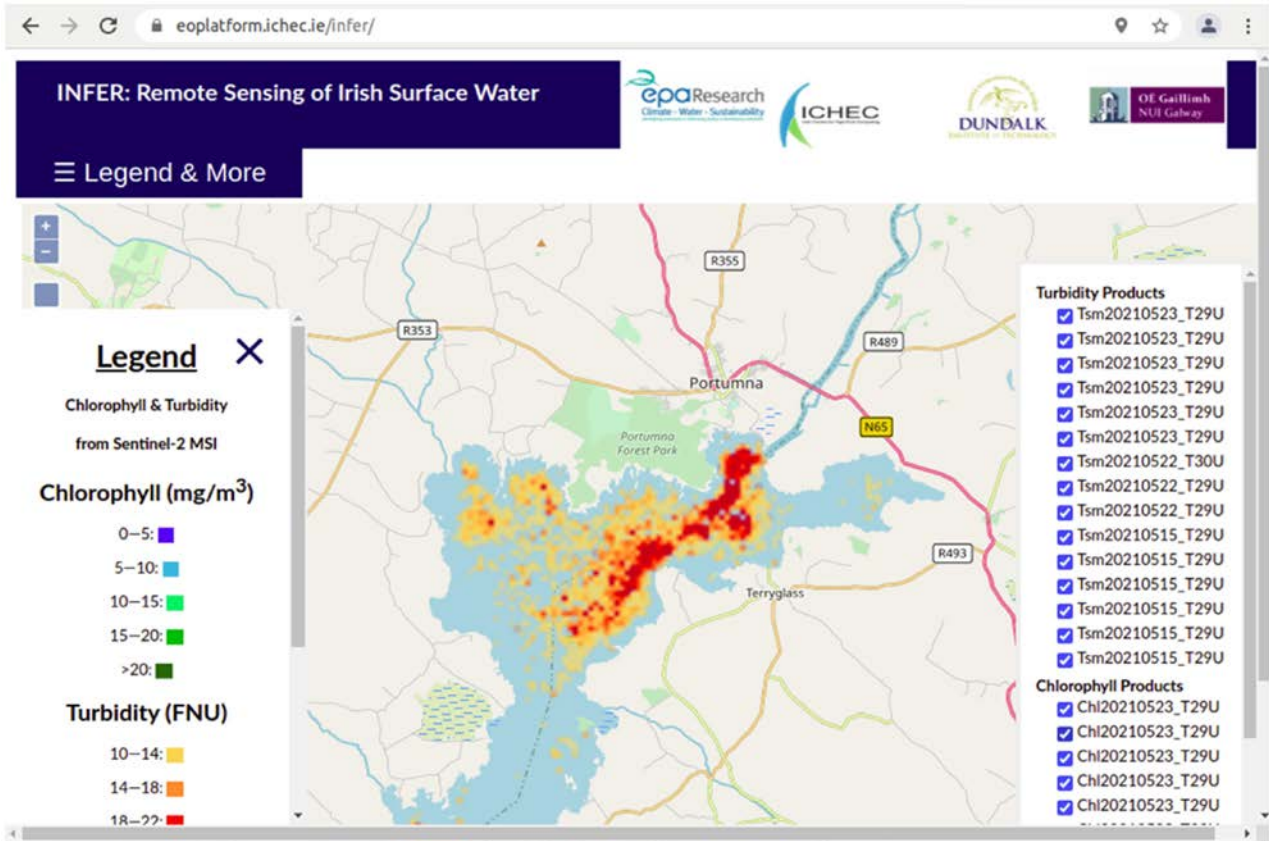 eoplatform.ichec.ie/infer/
INFER: Remote Sensing of Irish Surface Water
epaResearch
Climate - Water - Sustainability
ICHEC
DUNDALK
OÉ Gaillimh
NUI Galway
☰ Legend & More
+
−
R355
R353
R489
Portumna
N65
Portumna
Forest Park
R493
Terryglass
Legend
Chlorophyll & Turbidity
from Sentinel-2 MSI
Chlorophyll (mg/m³)
0−5:
5−10:
10−15:
15−20:
>20:
Turbidity (FNU)
10−14:
14−18:
18−22:
Turbidity Products
Tsm20210523_T29U
Tsm20210523_T29U
Tsm20210523_T29U
Tsm20210523_T29U
Tsm20210523_T29U
Tsm20210523_T29U
Tsm20210522_T30U
Tsm20210522_T29U
Tsm20210522_T29U
Tsm20210515_T29U
Tsm20210515_T29U
Tsm20210515_T29U
Tsm20210515_T29U
Tsm20210515_T29U
Tsm20210515_T29U
Chlorophyll Products
Chl20210523_T29U
Chl20210523_T29U
Chl20210523_T29U
Chl20210523_T29U
Chl20210523_T29U